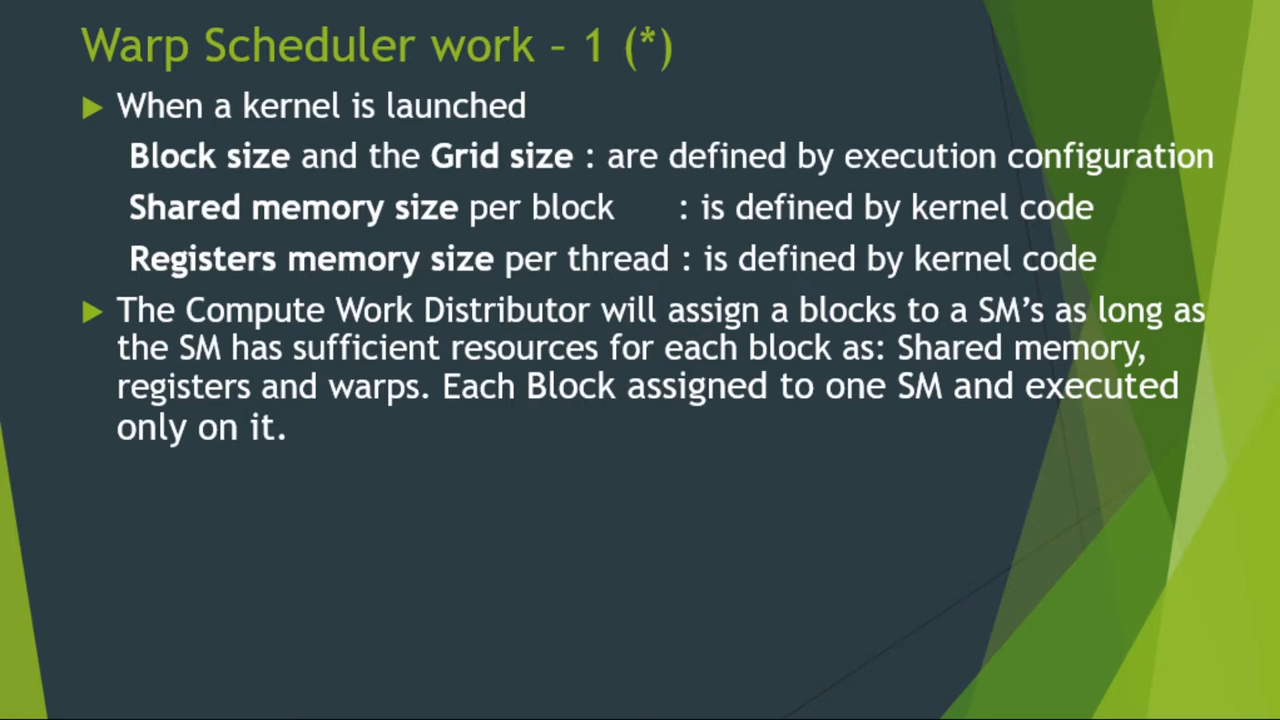 Warp Scheduler work – 1 (*)
When a kernel is launched
Block size and the Grid size : are defined by execution configuration
Shared memory size per block : is defined by kernel code
Registers memory size per thread : is defined by kernel code
The Compute Work Distributor will assign a blocks to a SM’s as long as
the SM has sufficient resources for each block as: Shared memory,
registers and warps. Each Block assigned to one SM and executed
only on it.